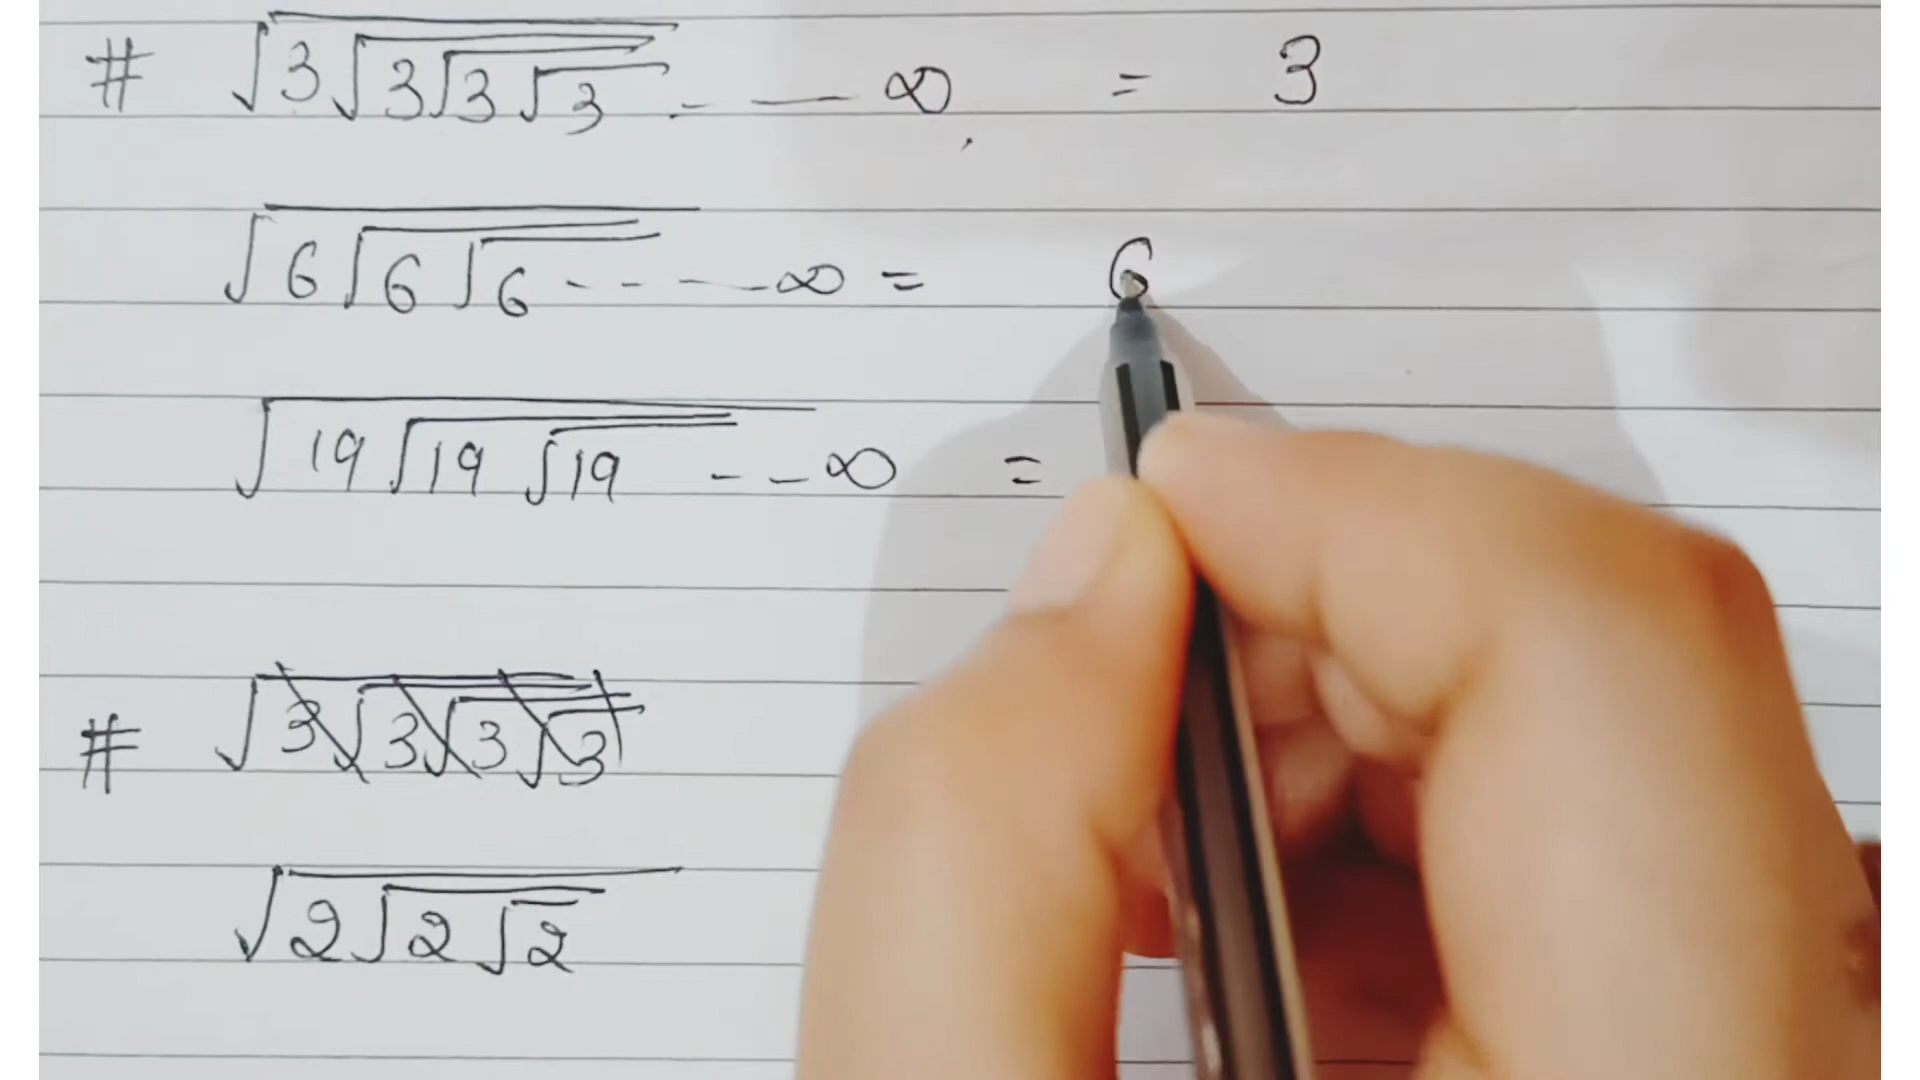 # √3√3√3√3 - — ∞ = 3
√6√6√6 - - - — ∞ = 6
√19√19√19 - - ∞ =
# √3√3√3√3
√2√2√2